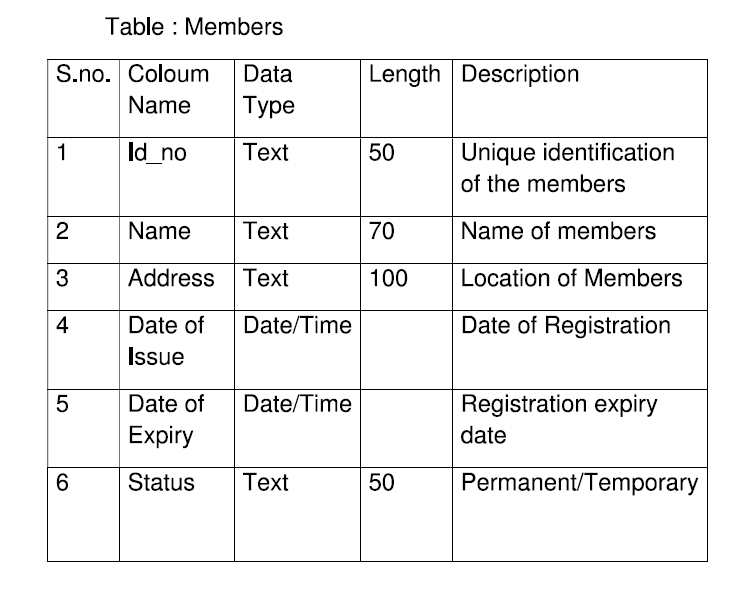 Table : Members
S.no. Coloum Data Length Description
Name Type
1 Id_no Text 50 Unique identification
of the members
2 Name Text 70 Name of members
3 Address Text 100 Location of Members
4 Date of Date/Time Date of Registration
Issue
5 Date of Date/Time Registration expiry
Expiry date
6 Status Text 50 Permanent/Temporary